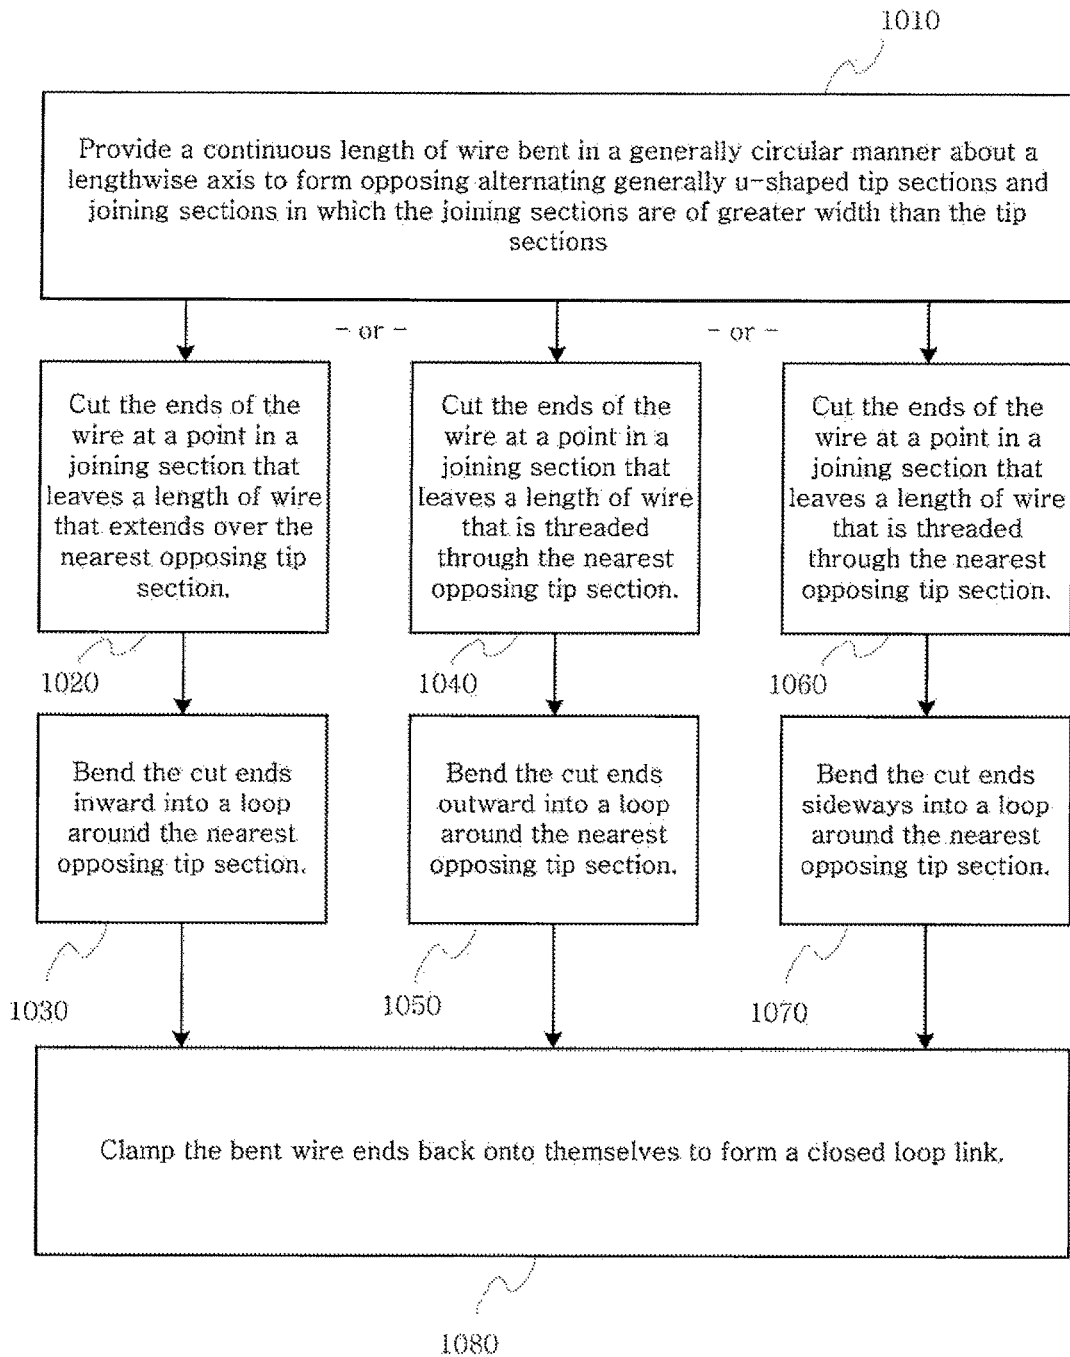 1010
Provide a continuous length of wire bent in a generally circular manner about a
lengthwise axis to form opposing alternating generally u-shaped tip sections and
joining sections in which the joining sections are of greater width than the tip
sections
- or -
- or -
Cut the ends of the
wire at a point in a
joining section that
leaves a length of wire
that extends over the
nearest opposing tip
section.
Cut the ends of the
wire at a point in a
joining section that
leaves a length of wire
that is threaded
through the nearest
opposing tip section.
Cut the ends of the
wire at a point in a
joining section that
leaves a length of wire
that is threaded
through the nearest
opposing tip section.
1020
1040
1060
Bend the cut ends
inward into a loop
around the nearest
opposing tip section.
Bend the cut ends
outward into a loop
around the nearest
opposing tip section.
Bend the cut ends
sideways into a loop
around the nearest
opposing tip section.
1030
1050
1070
Clamp the bent wire ends back onto themselves to form a closed loop link.
1080